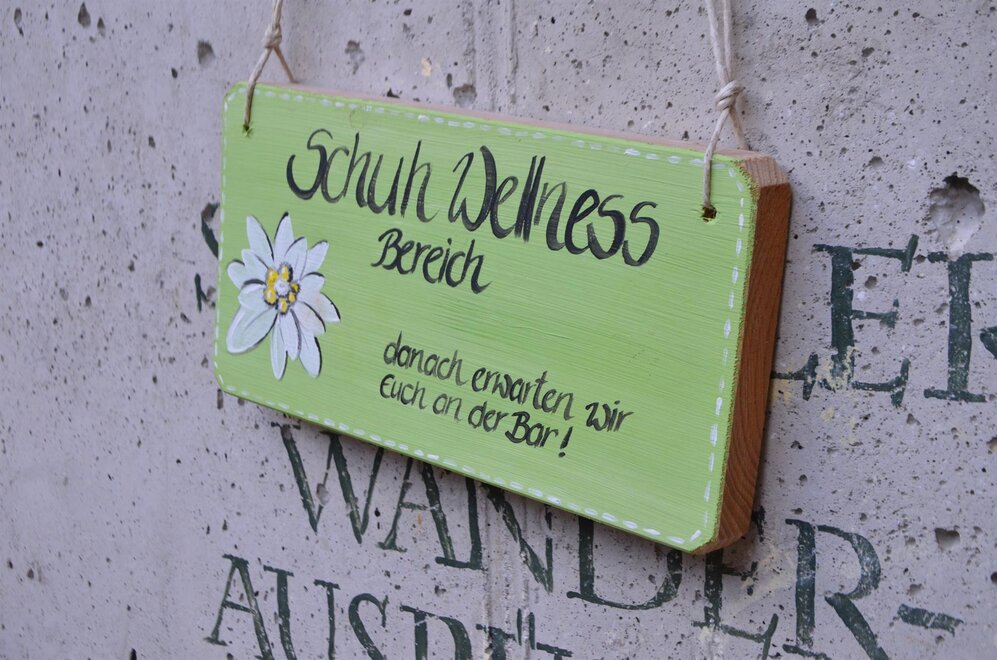 Schuh Wellness
Bereich
danach erwarten wir
Euch an der Bar!
WANDER-